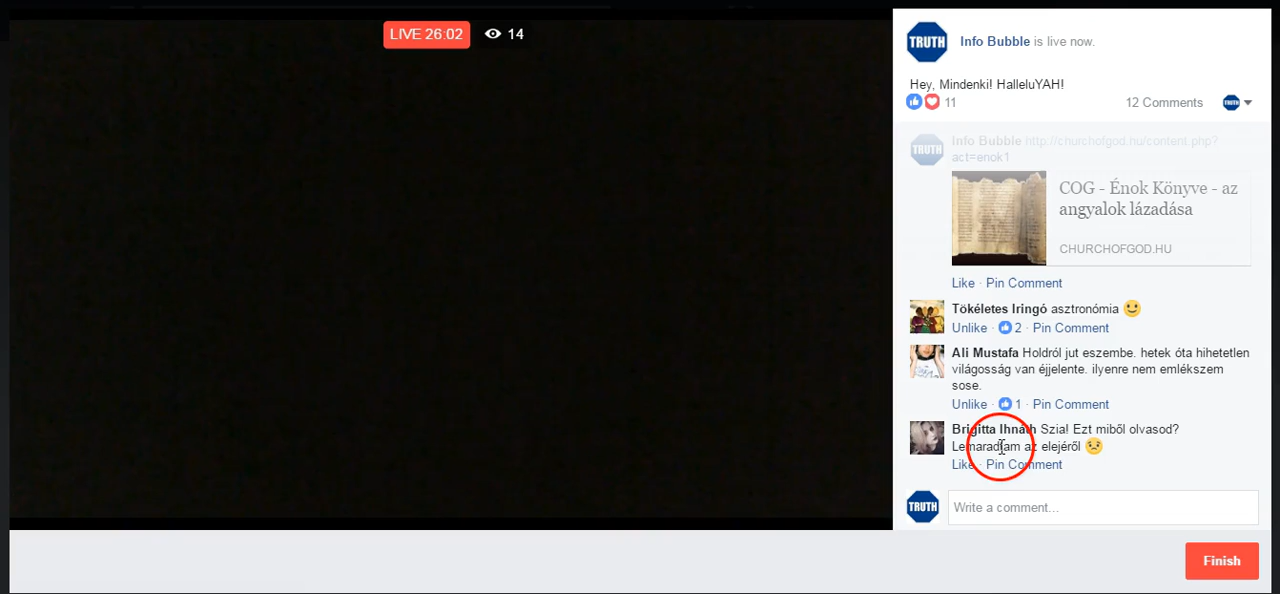 LIVE 26:02
14
TRUTH
Info Bubble is live now.
Hey, Mindenki! HalleluYAH!
11
12 Comments
TRUTH
TRUTH
Info Bubble http://churchofgod.hu/content.php?
act=enok1
COG - Énok Könyve - az
angyalok lázadása
CHURCHOFGOD.HU
Like · Pin Comment
Tökéletes Iringó asztronómia
Unlike · 2 · Pin Comment
Ali Mustafa Holdról jut eszembe. hetek óta hihetetlen
világosság van éjjelente. ilyenre nem emlékszem
sose.
Unlike · 1 · Pin Comment
Brigitta Ihnáth Szia! Ezt miből olvasod?
Lemaradtam az elejéről
Like · Pin Comment
TRUTH
Write a comment...
Finish